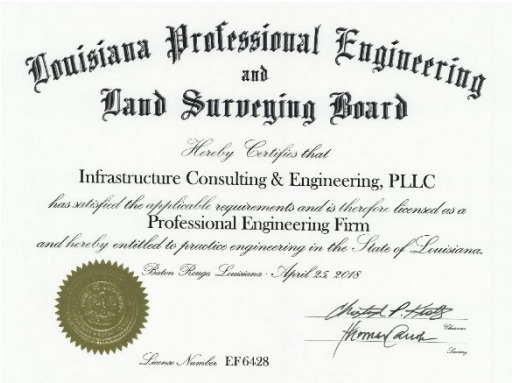 Louisiana Professional Engineering
and
Land Surveying Board
Hereby Certifies that
Infrastructure Consulting & Engineering, PLLC
has satisfied the applicable requirements and is therefore licensed as a
Professional Engineering Firm
and hereby entitled to practice engineering in the State of Louisiana.
Baton Rouge, Louisiana - April 25, 2018
Chairman
License Number EF6428